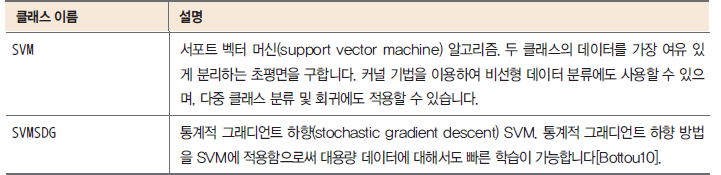 클래스 이름 설명
SVM 서포트 벡터 머신(support vector machine) 알고리즘. 두 클래스의 데이터를 가장 여유 있
게 분리하는 초평면을 구합니다. 커널 기법을 이용하여 비선형 데이터 분류에도 사용할 수 있으
며, 다중 클래스 분류 및 회귀에도 적용할 수 있습니다.
SVMSDG 통계적 그래디언트 하향(stochastic gradient descent) SVM. 통계적 그래디언트 하향 방법
을 SVM에 적용함으로써 대용량 데이터에 대해서도 빠른 학습이 가능합니다[Bottou10].